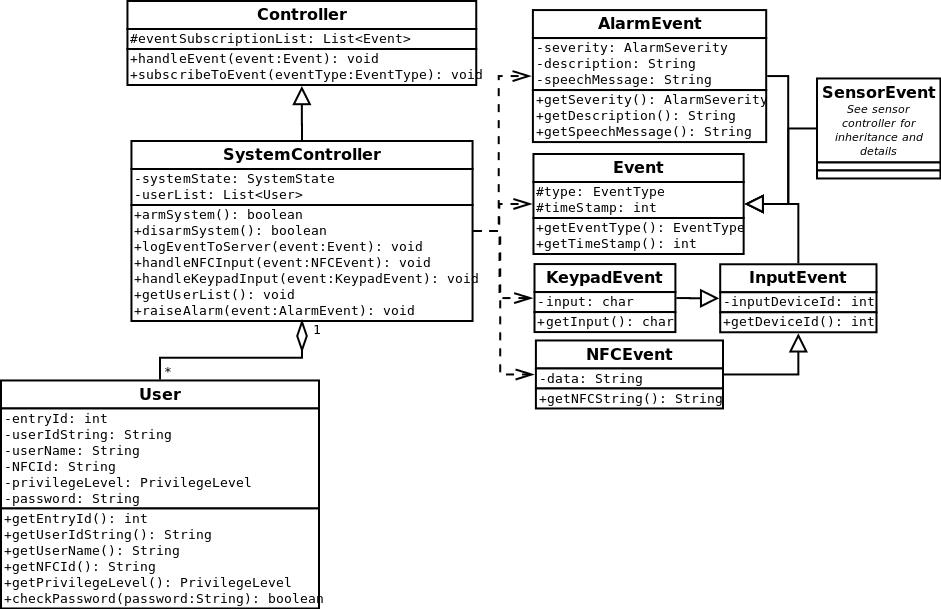 Controller
#eventSubscriptionList: List<Event>
+handleEvent(event:Event): void
+subscribeToEvent(eventType:EventType): void
SystemController
-systemState: SystemState
-userList: List<User>
+armSystem(): boolean
+disarmSystem(): boolean
+logEventToServer(event:Event): void
+handleNFCInput(event:NFCEvent): void
+handleKeypadInput(event:KeypadEvent): void
+getUserList(): void
+raiseAlarm(event:AlarmEvent): void
1
*
User
-entryId: int
-userIdString: String
-userName: String
-NFCId: String
-privilegeLevel: PrivilegeLevel
-password: String
+getEntryId(): int
+getUserIdString(): String
+getUserName(): String
+getNFCId(): String
+getPrivilegeLevel(): PrivilegeLevel
+checkPassword(password:String): boolean
AlarmEvent
-severity: AlarmSeverity
-description: String
-speechMessage: String
+getSeverity(): AlarmSeverity
+getDescription(): String
+getSpeechMessage(): String
SensorEvent
See sensor
controller for
inheritance and
details
Event
#type: EventType
#timeStamp: int
+getEventType(): EventType
+getTimeStamp(): int
KeypadEvent
-input: char
+getInput(): char
InputEvent
-inputDeviceId: int
+getDeviceId(): int
NFCEvent
-data: String
+getNFCString(): String